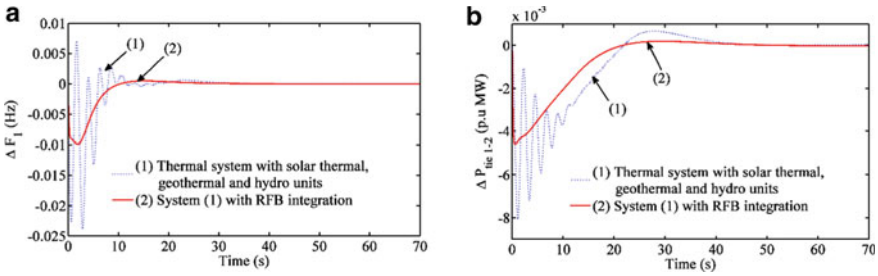 a
0.01
0.005
0
-0.005
-0.01
-0.015
-0.02
-0.025
Δ F1 (Hz)
(1)
(2)
(1) Thermal system with solar thermal,
geothermal and hydro units
(2) System (1) with RFB integration
0 10 20 30 40 50 60 70
Time (s)
b
x 10-3
0
-2
-4
-6
-8
Δ Ptie 1-2 (p.u MW)
(2)
(1)
(1) Thermal system with solar thermal,
geothermal and hydro units
(2) System (1) with RFB integration
0 10 20 30 40 50 60 70
Time (s)